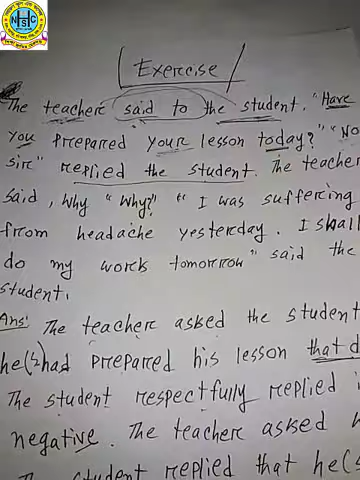 NSC
Exercise
The teacher said to the student, "Have
you prepared your lesson today?" "No
sir" replied the student. The teacher
said, Why "Why?" "I was suffering
from headache yesterday. I shall
do my work tomorrow" said the
student.
Ans: The teacher asked the student
he(s) had prepared his lesson that d
The student respectfully replied i
negative. The teacher asked
student replied that he(s